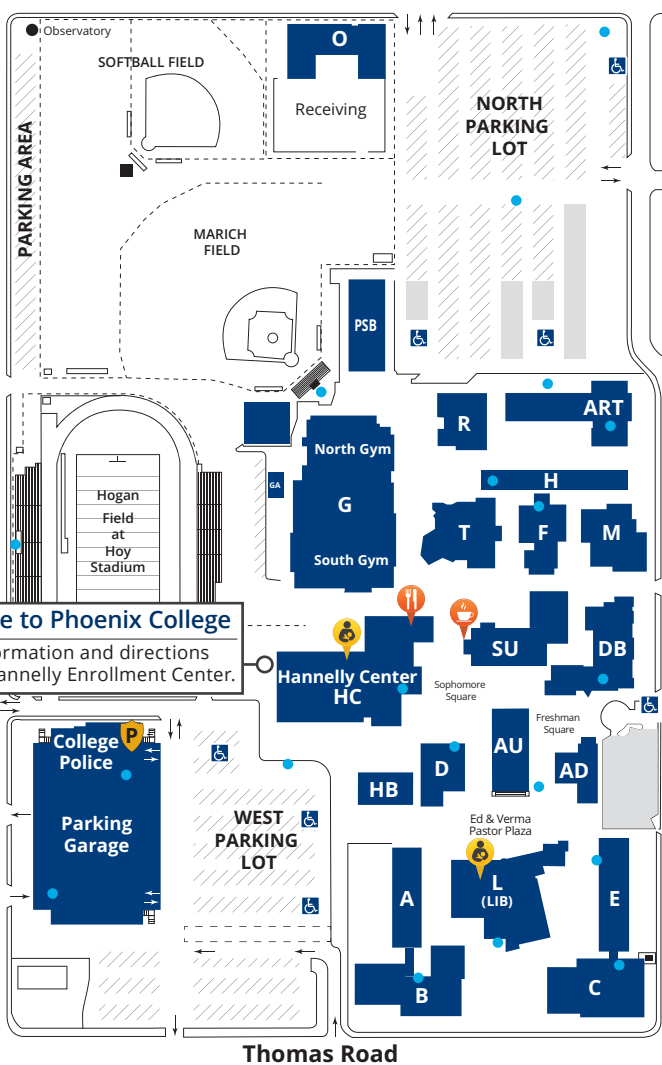 Observatory
O
SOFTBALL FIELD
Receiving
NORTH
PARKING
LOT
PARKING AREA
MARICH
FIELD
PSB
ART
R
North Gym
H
GA
G
Hogan
Field
at
Hoy
Stadium
T
F
M
South Gym
e to Phoenix College
ormation and directions
annelly Enrollment Center.
SU
DB
Hannelly Center
HC
Sophomore
Square
Freshman
Square
P
College
Police
AU
D
AD
HB
Parking
Garage
WEST
PARKING
LOT
Ed & Verma
Pastor Plaza
A
L
(LIB)
E
B
C
Thomas Road